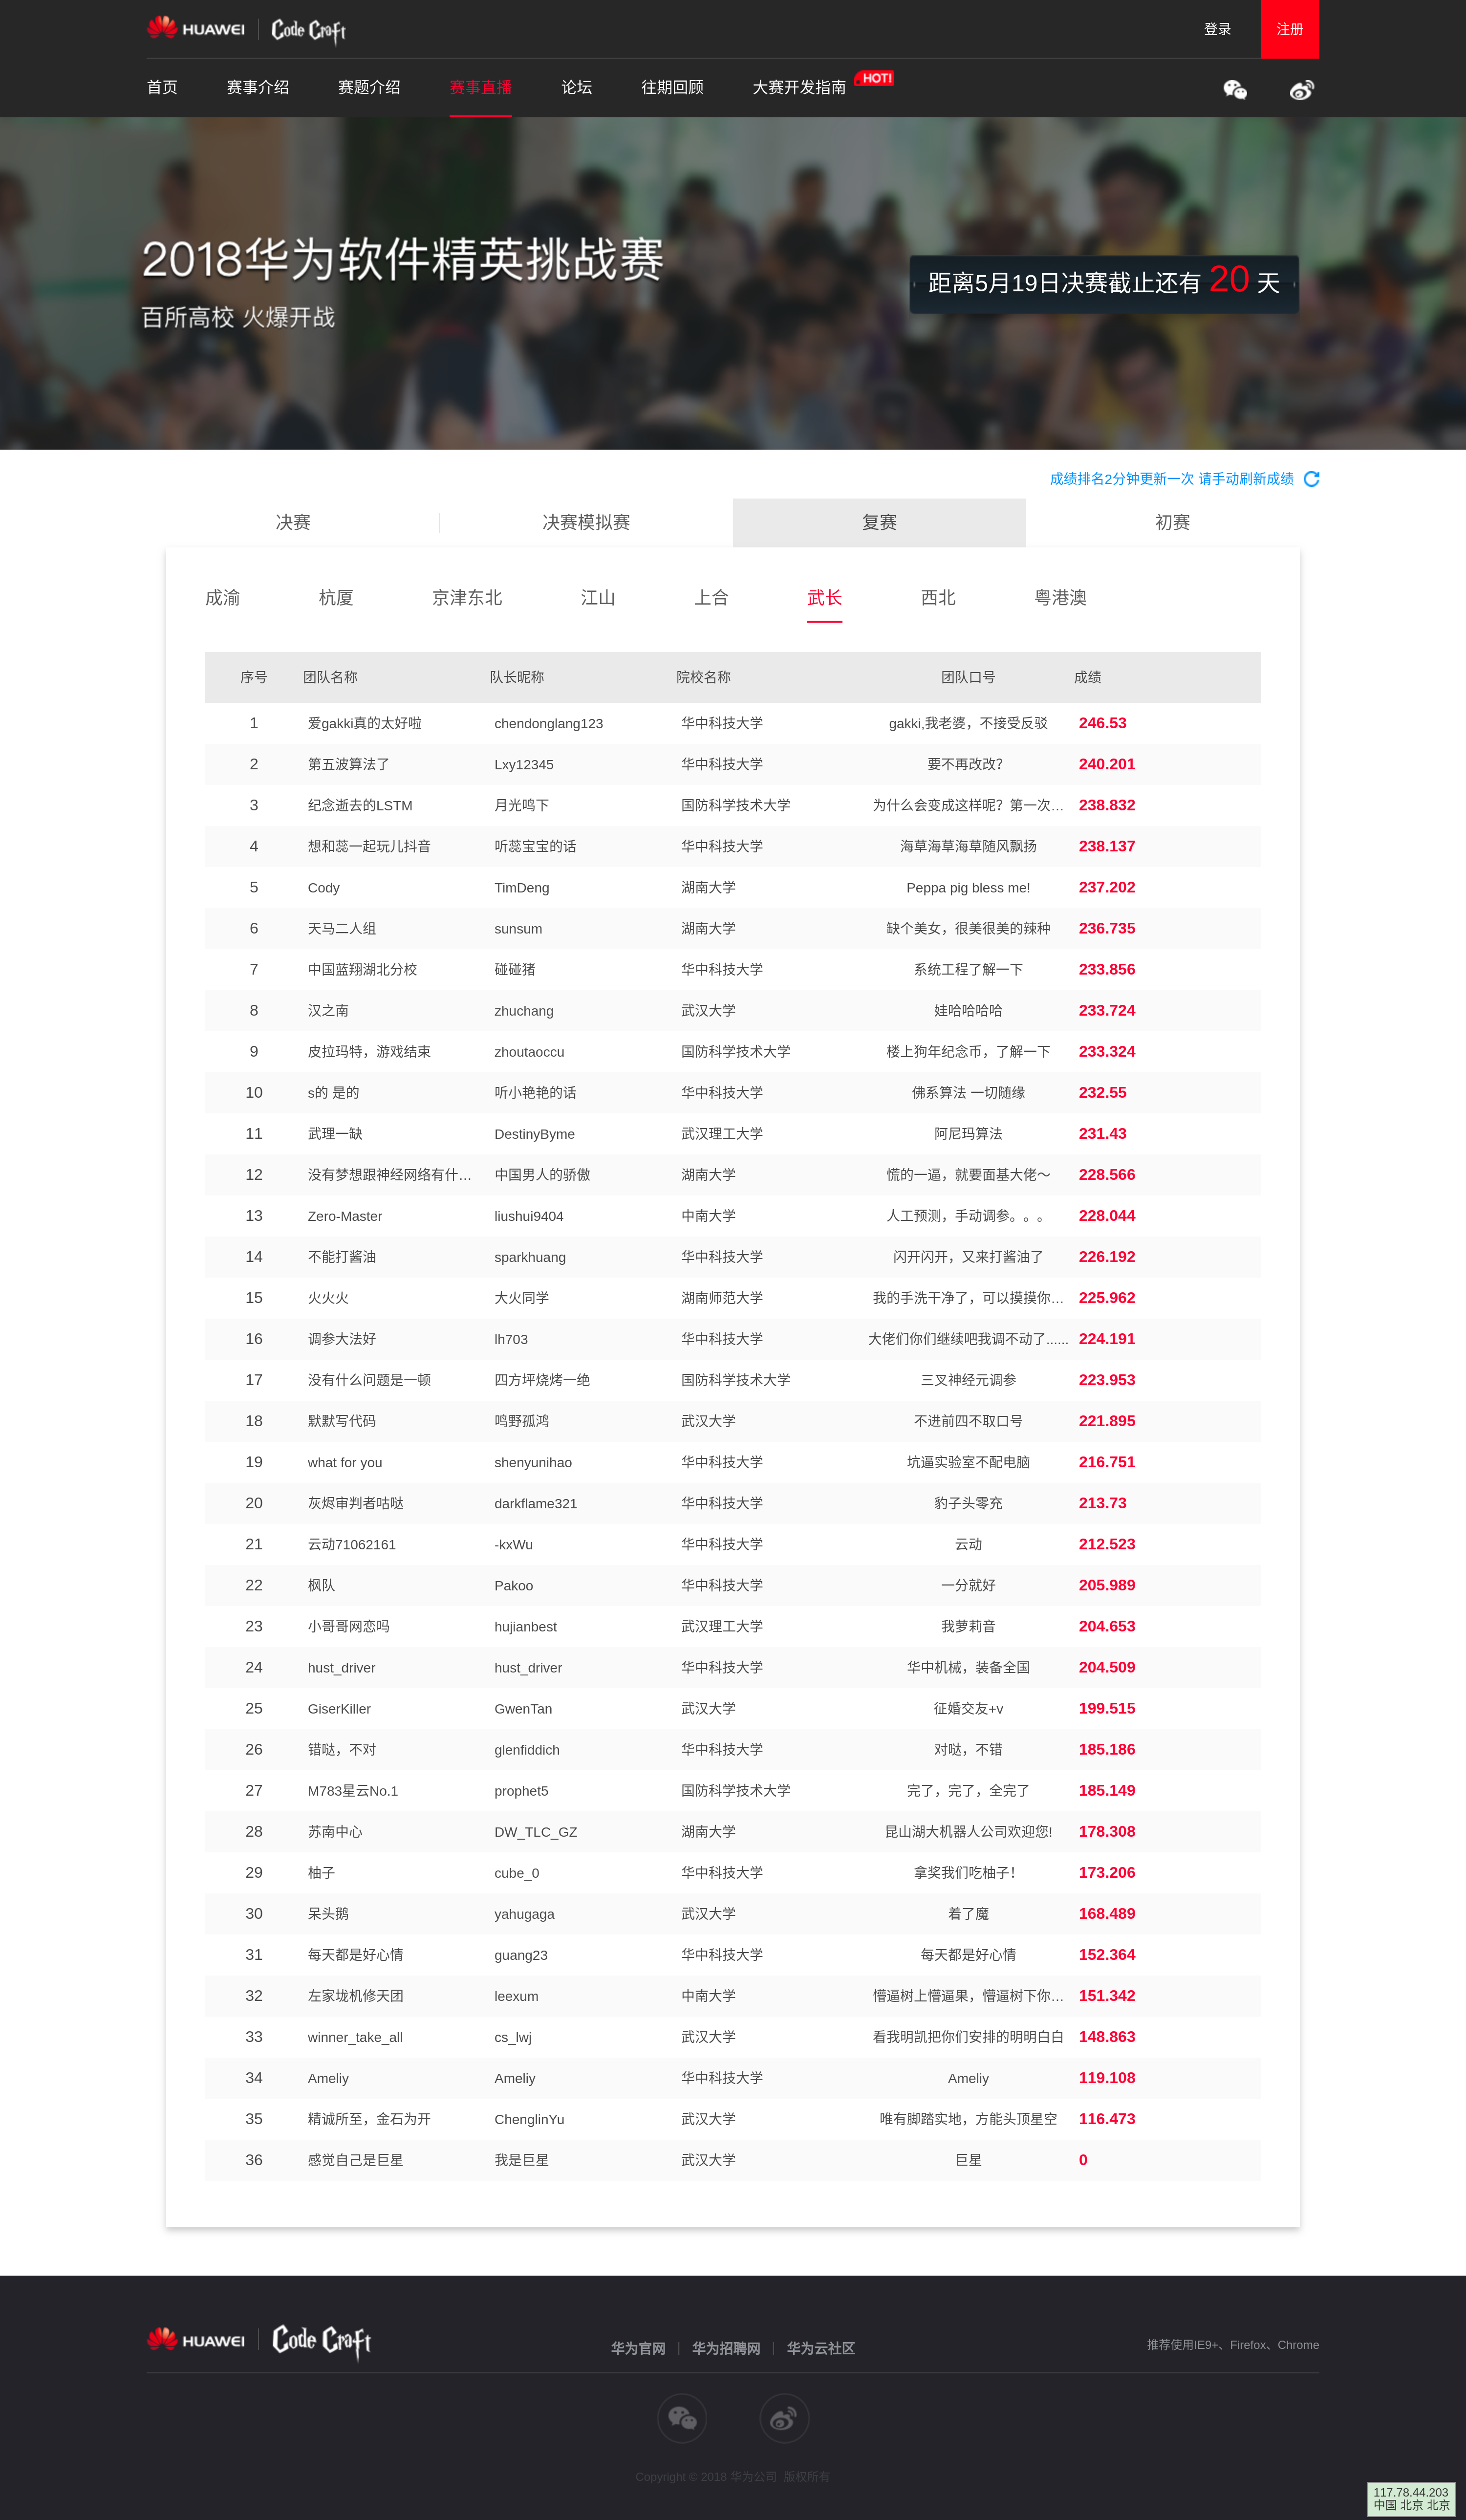 HUAWEI Code Craft 登录 注册
首页 赛事介绍 赛题介绍 赛事直播 论坛 往期回顾 大赛开发指南 HOT!
2018华为软件精英挑战赛
百所高校 火爆开战
距离5月19日决赛截止还有 20 天
成绩排名2分钟更新一次 请手动刷新成绩
决赛 决赛模拟赛 复赛 初赛
成渝 杭厦 京津东北 江山 上合 武长 西北 粤港澳
序号 团队名称 队长昵称 院校名称 团队口号 成绩
1 爱gakki真的太好啦 chendonglang123 华中科技大学 gakki,我老婆，不接受反驳 246.53
2 第五波算法了 Lxy12345 华中科技大学 要不再改改？ 240.201
3 纪念逝去的LSTM 月光鸣下 国防科学技术大学 为什么会变成这样呢？第一次… 238.832
4 想和蕊一起玩儿抖音 听蕊宝宝的话 华中科技大学 海草海草海草随风飘扬 238.137
5 Cody TimDeng 湖南大学 Peppa pig bless me! 237.202
6 天马二人组 sunsum 湖南大学 缺个美女，很美很美的辣种 236.735
7 中国蓝翔湖北分校 碰碰猪 华中科技大学 系统工程了解一下 233.856
8 汉之南 zhuchang 武汉大学 娃哈哈哈哈 233.724
9 皮拉玛特，游戏结束 zhoutaoccu 国防科学技术大学 楼上狗年纪念币，了解一下 233.324
10 s的 是的 听小艳艳的话 华中科技大学 佛系算法 一切随缘 232.55
11 武理一缺 DestinyByme 武汉理工大学 阿尼玛算法 231.43
12 没有梦想跟神经网络有什… 中国男人的骄傲 湖南大学 慌的一逼，就要面基大佬～ 228.566
13 Zero-Master liushui9404 中南大学 人工预测，手动调参。。。 228.044
14 不能打酱油 sparkhuang 华中科技大学 闪开闪开，又来打酱油了 226.192
15 火火火 大火同学 湖南师范大学 我的手洗干净了，可以摸摸你… 225.962
16 调参大法好 lh703 华中科技大学 大佬们你们继续吧我调不动了...... 224.191
17 没有什么问题是一顿 四方坪烧烤一绝 国防科学技术大学 三叉神经元调参 223.953
18 默默写代码 鸣野孤鸿 武汉大学 不进前四不取口号 221.895
19 what for you shenyunihao 华中科技大学 坑逼实验室不配电脑 216.751
20 灰烬审判者咕哒 darkflame321 华中科技大学 豹子头零充 213.73
21 云动71062161 -kxWu 华中科技大学 云动 212.523
22 枫队 Pakoo 华中科技大学 一分就好 205.989
23 小哥哥网恋吗 hujianbest 武汉理工大学 我萝莉音 204.653
24 hust_driver hust_driver 华中科技大学 华中机械，装备全国 204.509
25 GiserKiller GwenTan 武汉大学 征婚交友+v 199.515
26 错哒，不对 glenfiddich 华中科技大学 对哒，不错 185.186
27 M783星云No.1 prophet5 国防科学技术大学 完了，完了，全完了 185.149
28 苏南中心 DW_TLC_GZ 湖南大学 昆山湖大机器人公司欢迎您! 178.308
29 柚子 cube_0 华中科技大学 拿奖我们吃柚子！ 173.206
30 呆头鹅 yahugaga 武汉大学 着了魔 168.489
31 每天都是好心情 guang23 华中科技大学 每天都是好心情 152.364
32 左家垅机修天团 leexum 中南大学 懵逼树上懵逼果，懵逼树下你… 151.342
33 winner_take_all cs_lwj 武汉大学 看我明凯把你们安排的明明白白 148.863
34 Ameliy Ameliy 华中科技大学 Ameliy 119.108
35 精诚所至，金石为开 ChenglinYu 武汉大学 唯有脚踏实地，方能头顶星空 116.473
36 感觉自己是巨星 我是巨星 武汉大学 巨星 0
HUAWEI Code Craft 华为官网 华为招聘网 华为云社区 推荐使用IE9+、Firefox、Chrome
Copyright © 2018 华为公司 版权所有
117.78.44.203
中国 北京 北京